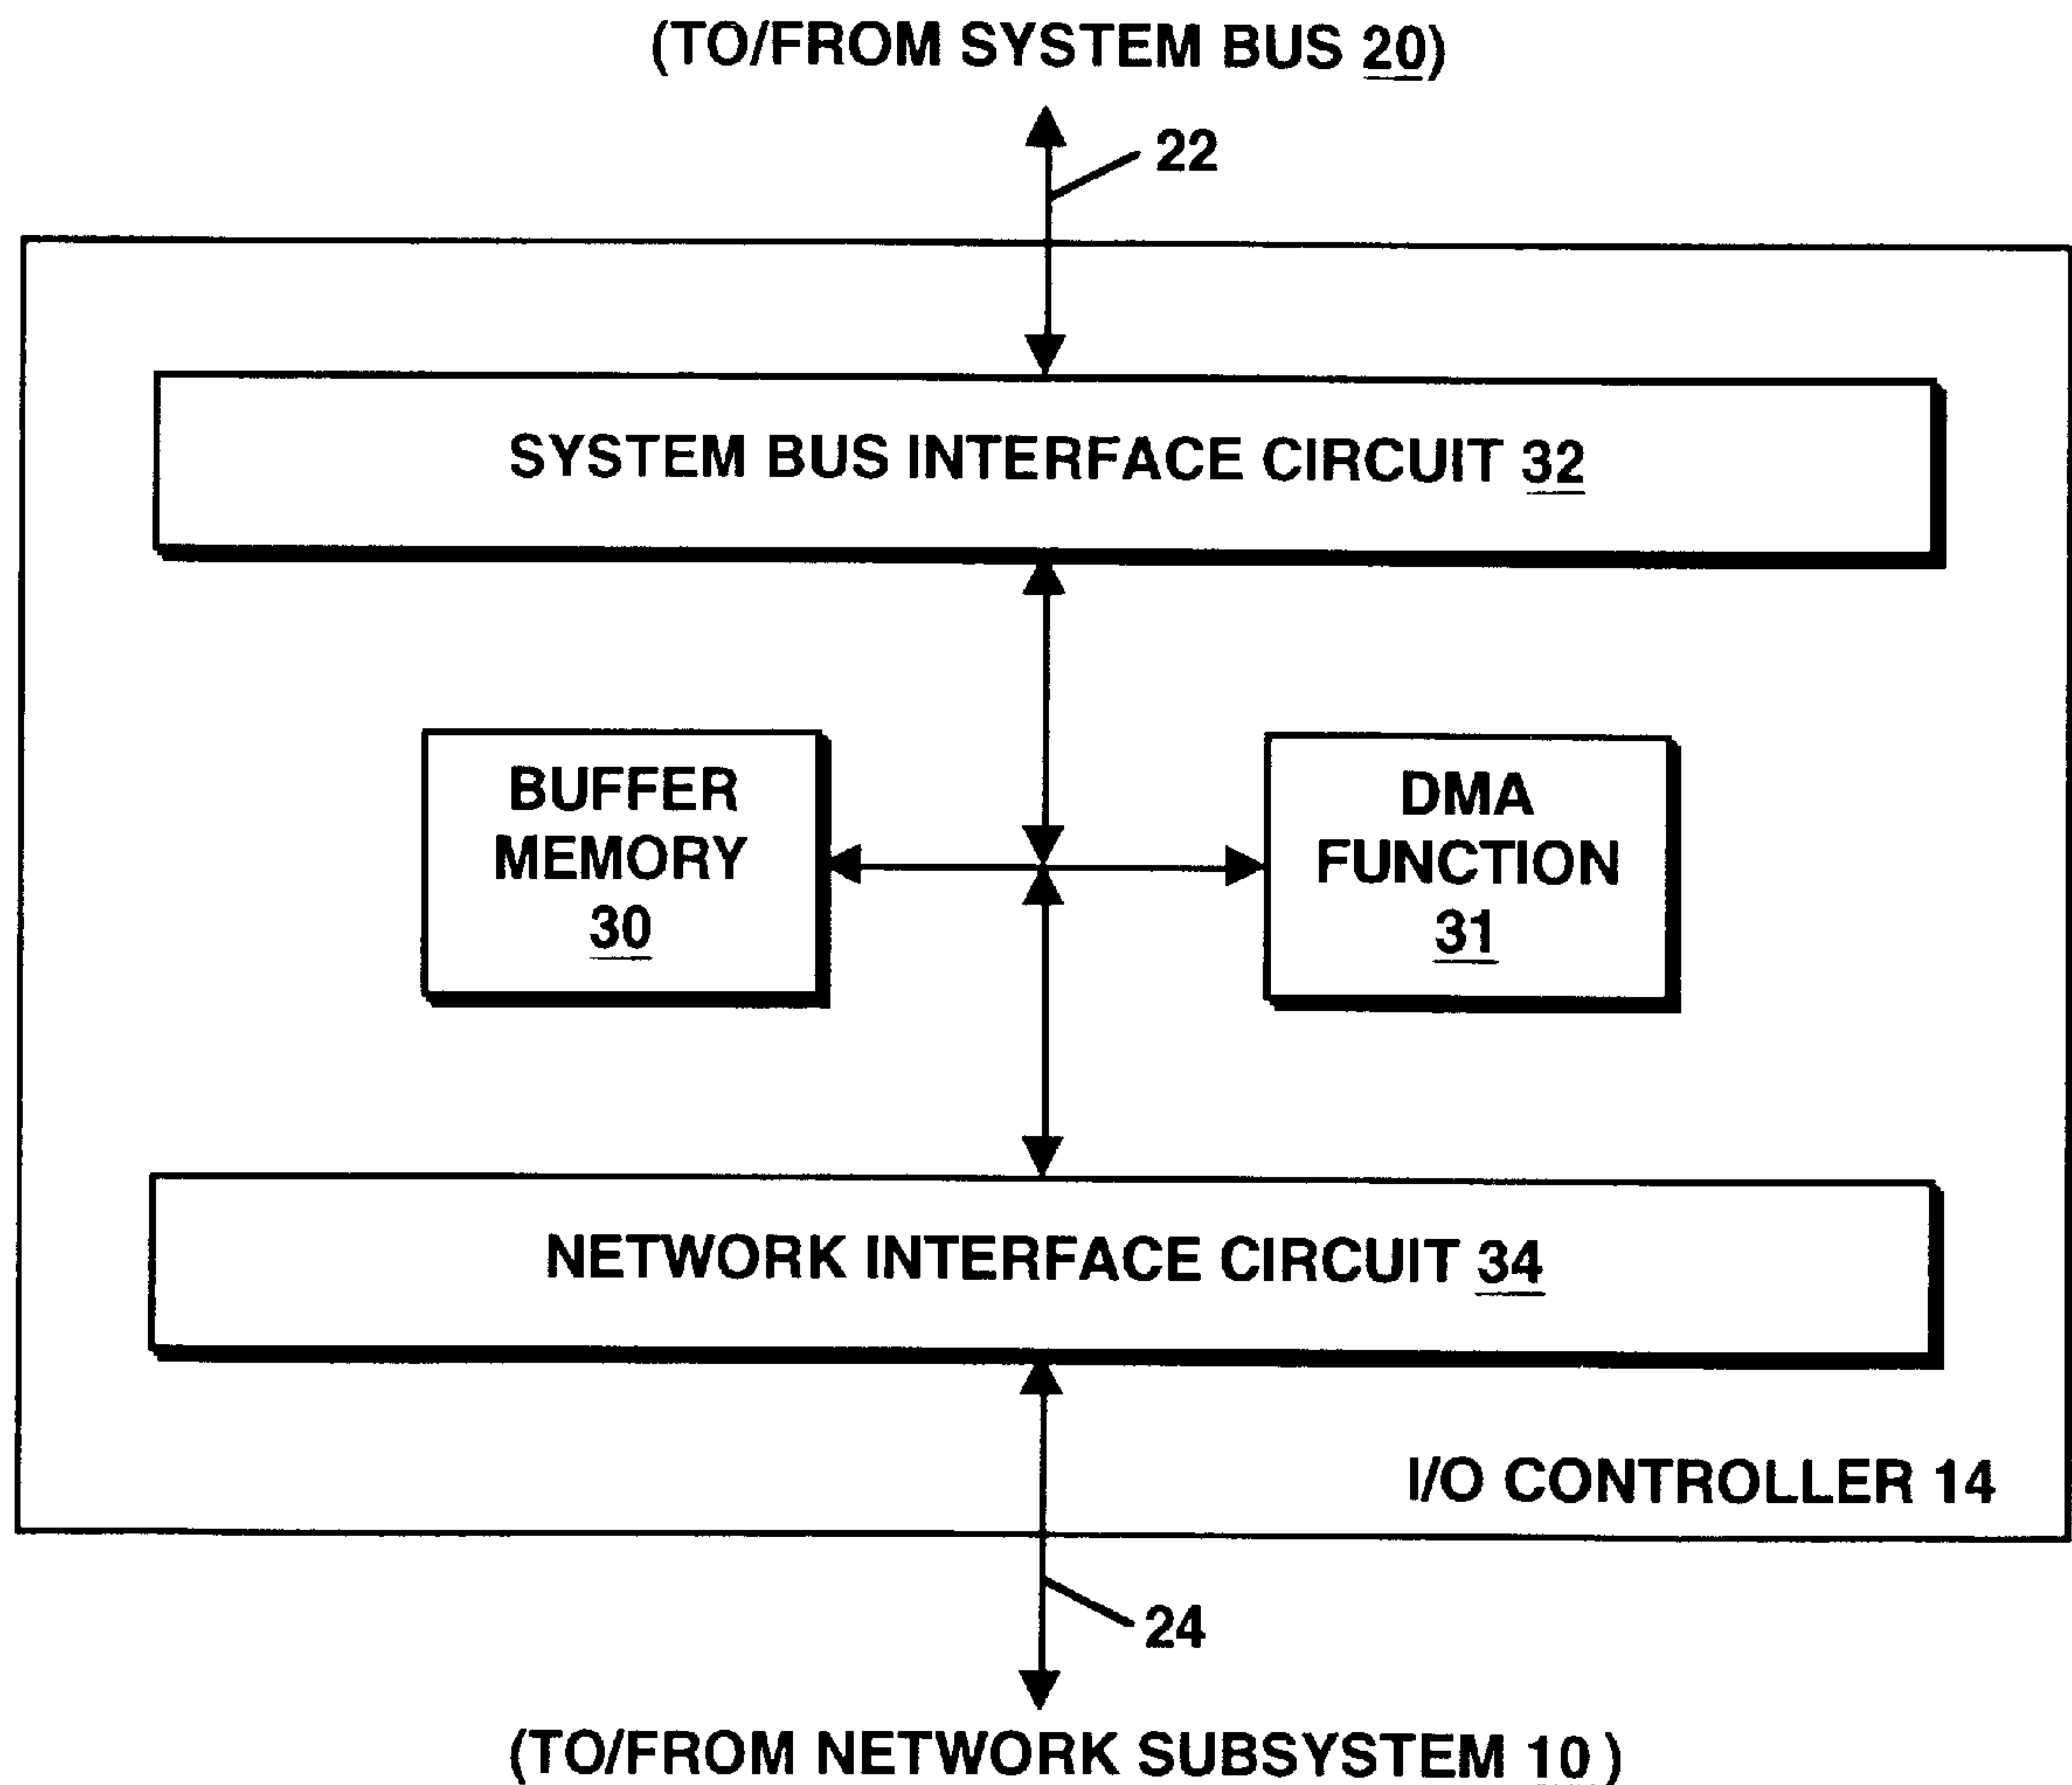 (TO/FROM SYSTEM BUS 20)
22
SYSTEM BUS INTERFACE CIRCUIT 32
BUFFER
MEMORY
30
DMA
FUNCTION
31
NETWORK INTERFACE CIRCUIT 34
I/O CONTROLLER 14
24
(TO/FROM NETWORK SUBSYSTEM 10 )